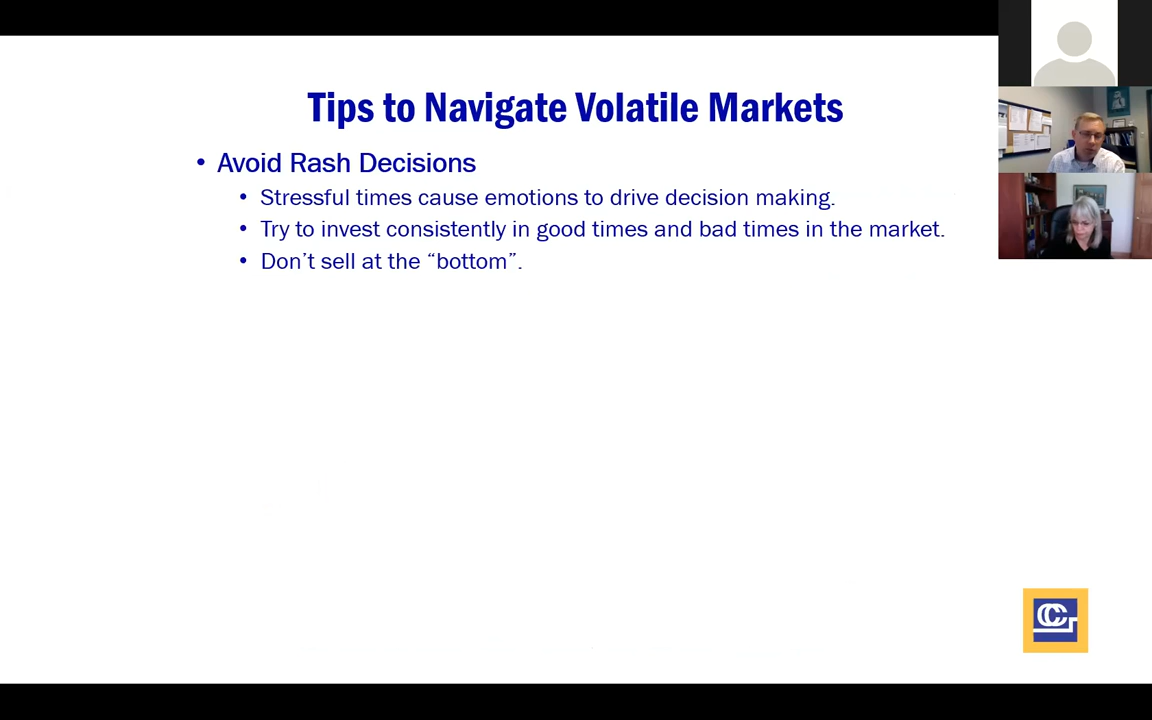 Tips to Navigate Volatile Markets
• Avoid Rash Decisions
• Stressful times cause emotions to drive decision making.
• Try to invest consistently in good times and bad times in the market.
• Don’t sell at the “bottom”.